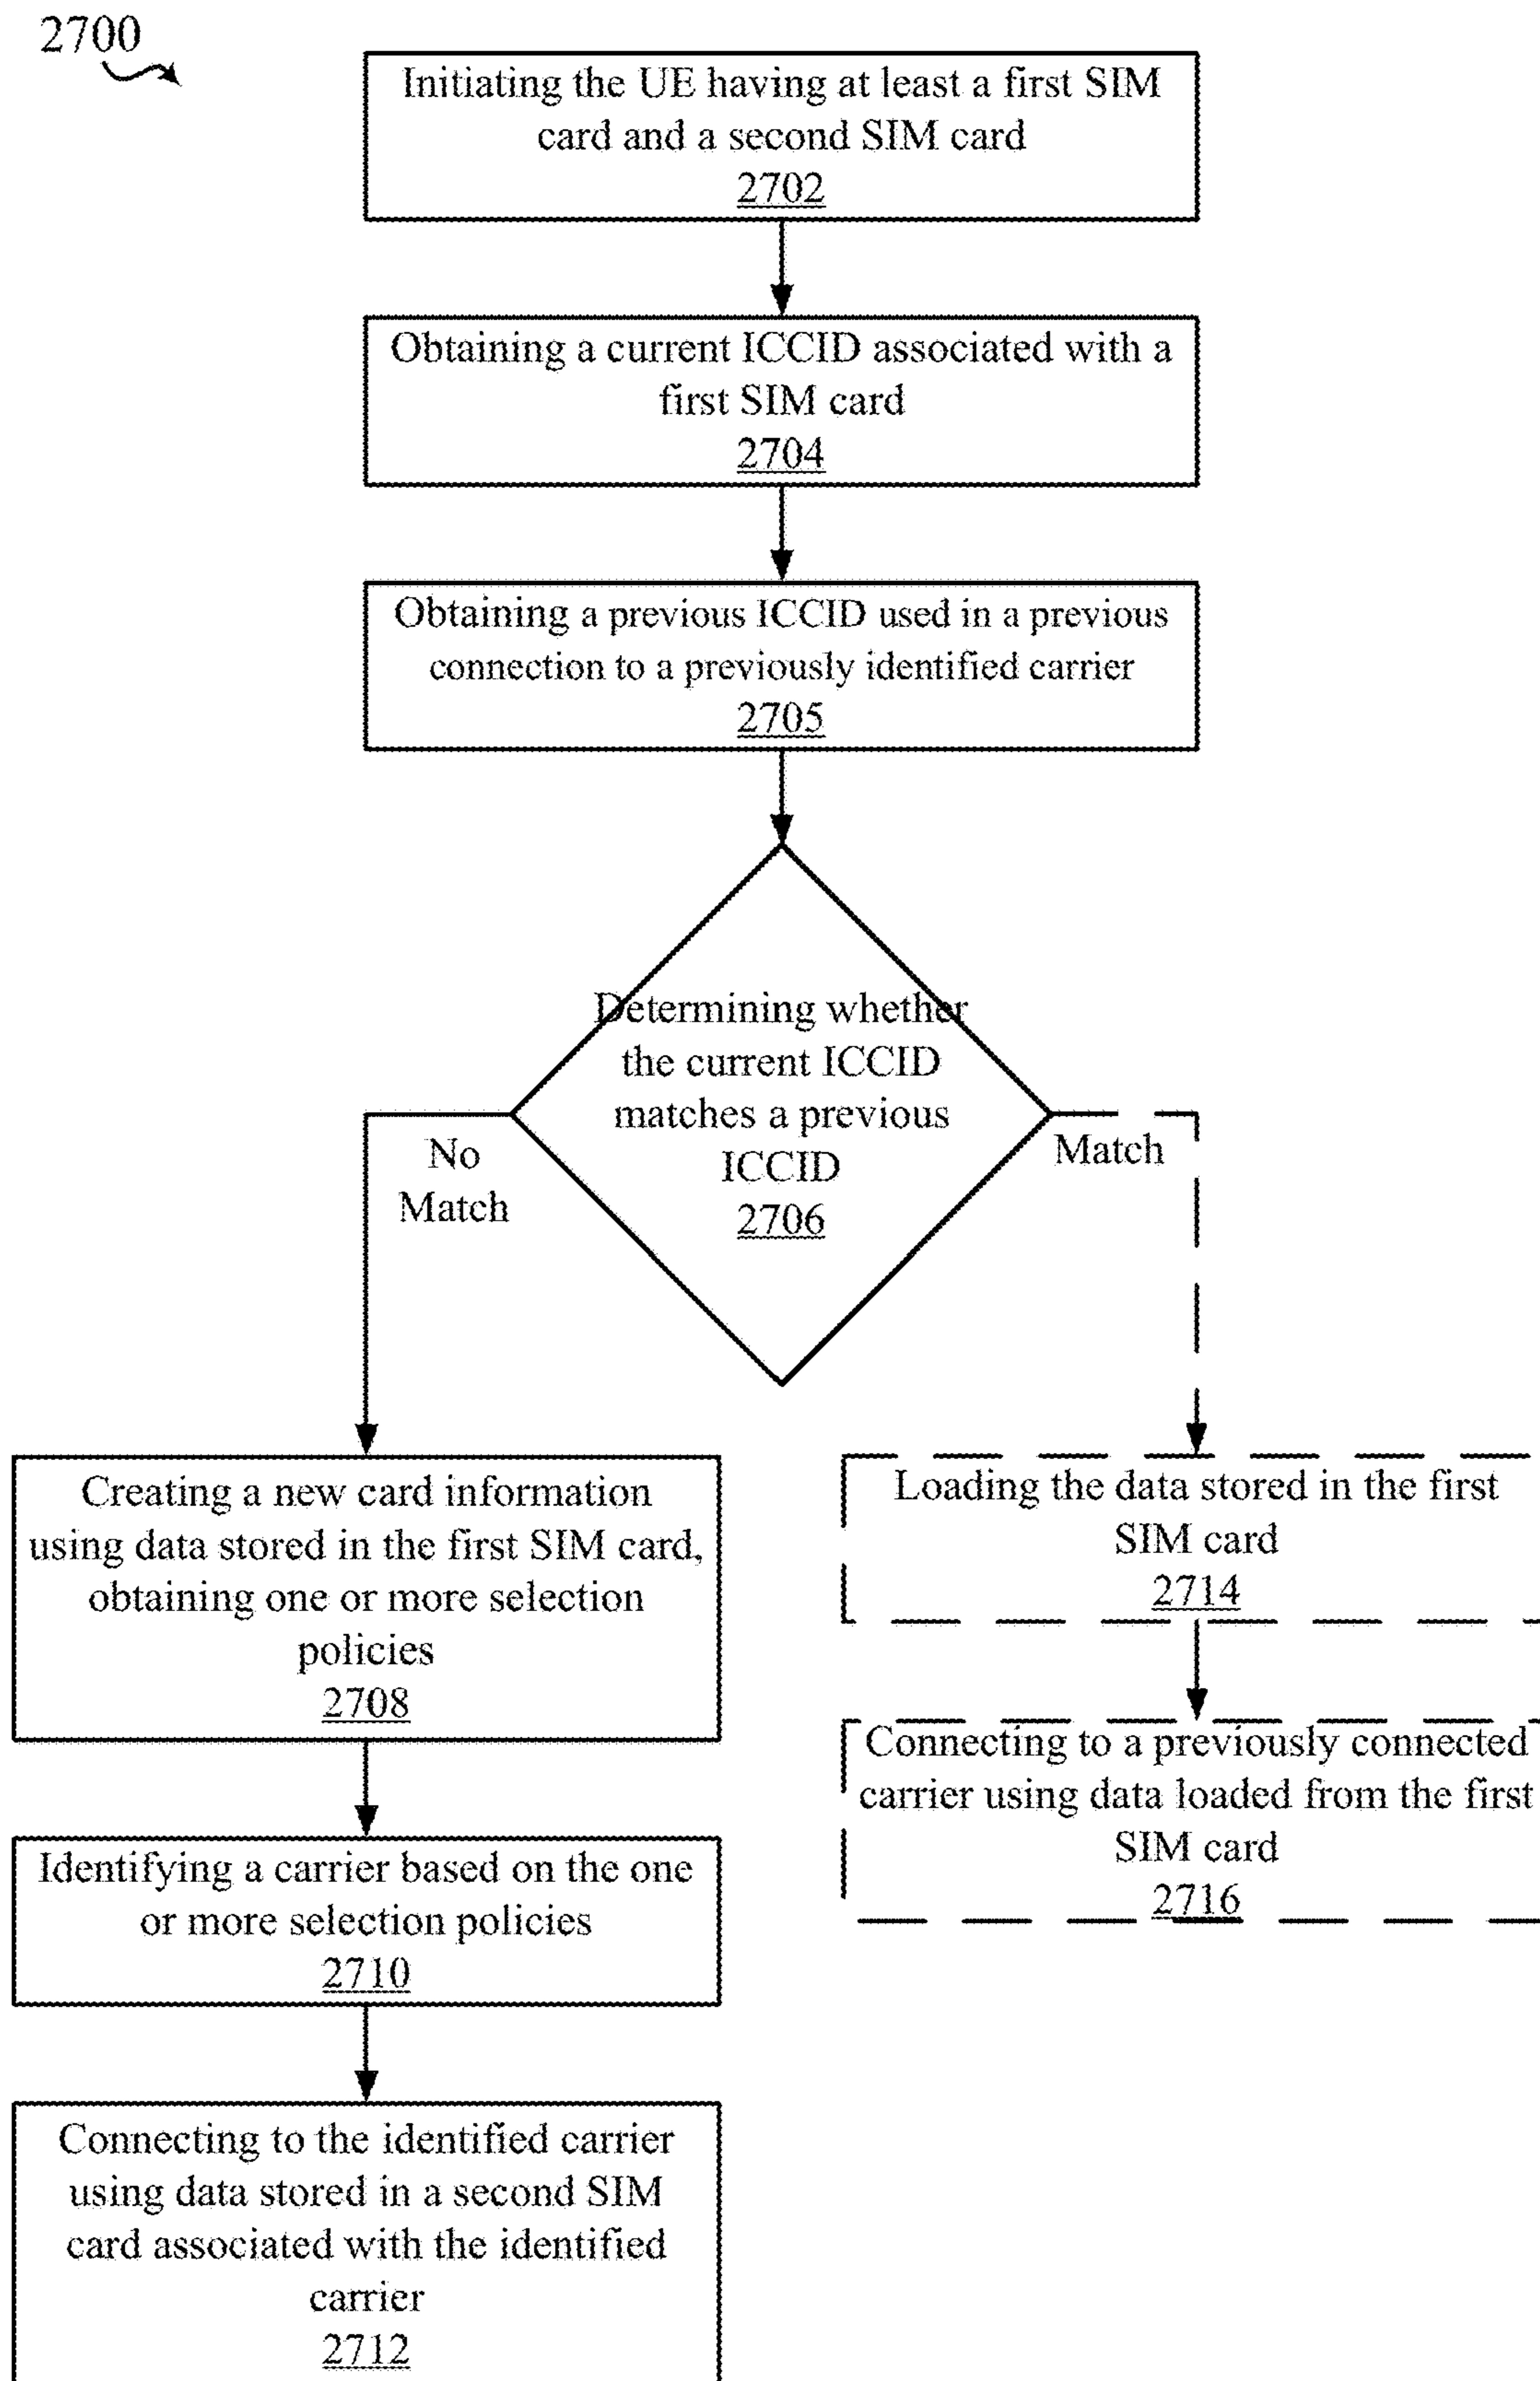 2700
Initiating the UE having at least a first SIM
card and a second SIM card
2702
Obtaining a current ICCID associated with a
first SIM card
2704
Obtaining a previous ICCID used in a previous
connection to a previously identified carrier
2705
Determining whether
the current ICCID
matches a previous
ICCID
2706
No
Match
Match
Creating a new card information
using data stored in the first SIM card,
obtaining one or more selection
policies
2708
Identifying a carrier based on the one
or more selection policies
2710
Connecting to the identified carrier
using data stored in a second SIM
card associated with the identified
carrier
2712
Loading the data stored in the first
SIM card
2714
Connecting to a previously connected
carrier using data loaded from the first
SIM card
2716